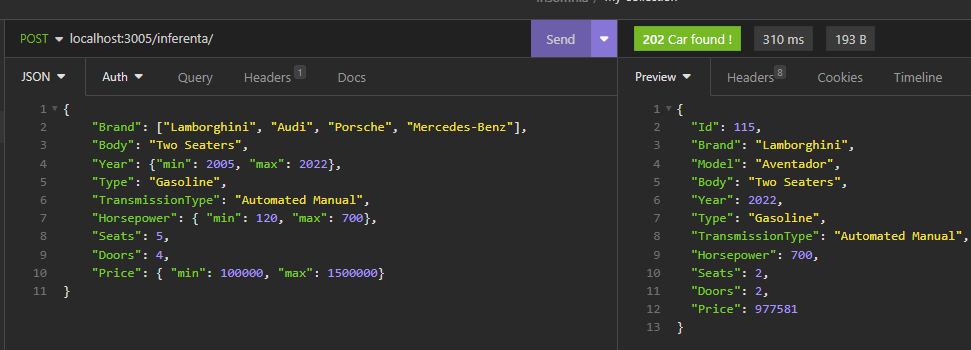 Insomnia / My Collection
POST localhost:3005/inferenta/ Send 202 Car found ! 310 ms 193 B
JSON Auth Query Headers 1 Docs
Preview Headers 8 Cookies Timeline
1 {
2 "Brand": ["Lamborghini", "Audi", "Porsche", "Mercedes-Benz"],
3 "Body": "Two Seaters",
4 "Year": {"min": 2005, "max": 2022},
5 "Type": "Gasoline",
6 "TransmissionType": "Automated Manual",
7 "Horsepower": { "min": 120, "max": 700},
8 "Seats": 5,
9 "Doors": 4,
10 "Price": { "min": 100000, "max": 1500000}
11 }
1 {
2 "Id": 115,
3 "Brand": "Lamborghini",
4 "Model": "Aventador",
5 "Body": "Two Seaters",
6 "Year": 2022,
7 "Type": "Gasoline",
8 "TransmissionType": "Automated Manual",
9 "Horsepower": 700,
10 "Seats": 2,
11 "Doors": 2,
12 "Price": 977581
13 }